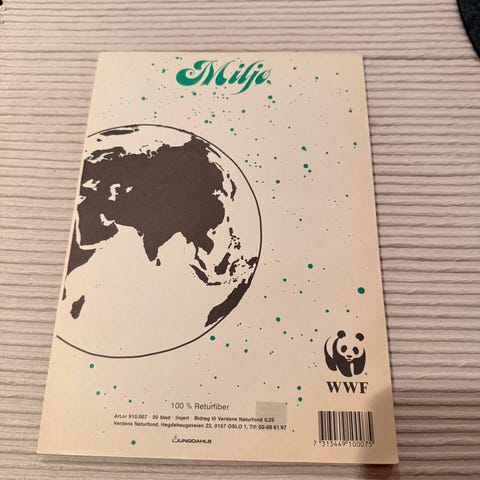 Miljø
WWF
100 % Returfiber
Art.nr 910.007 · 50 blad · linjert · Bidrag til Verdens Naturfond 0,25
Verdens Naturfond, Hegdehaugsveien 22, 0167 OSLO 1, Tlf: 02-69 61 97
LJUNGDAHLS
7 313449 100075